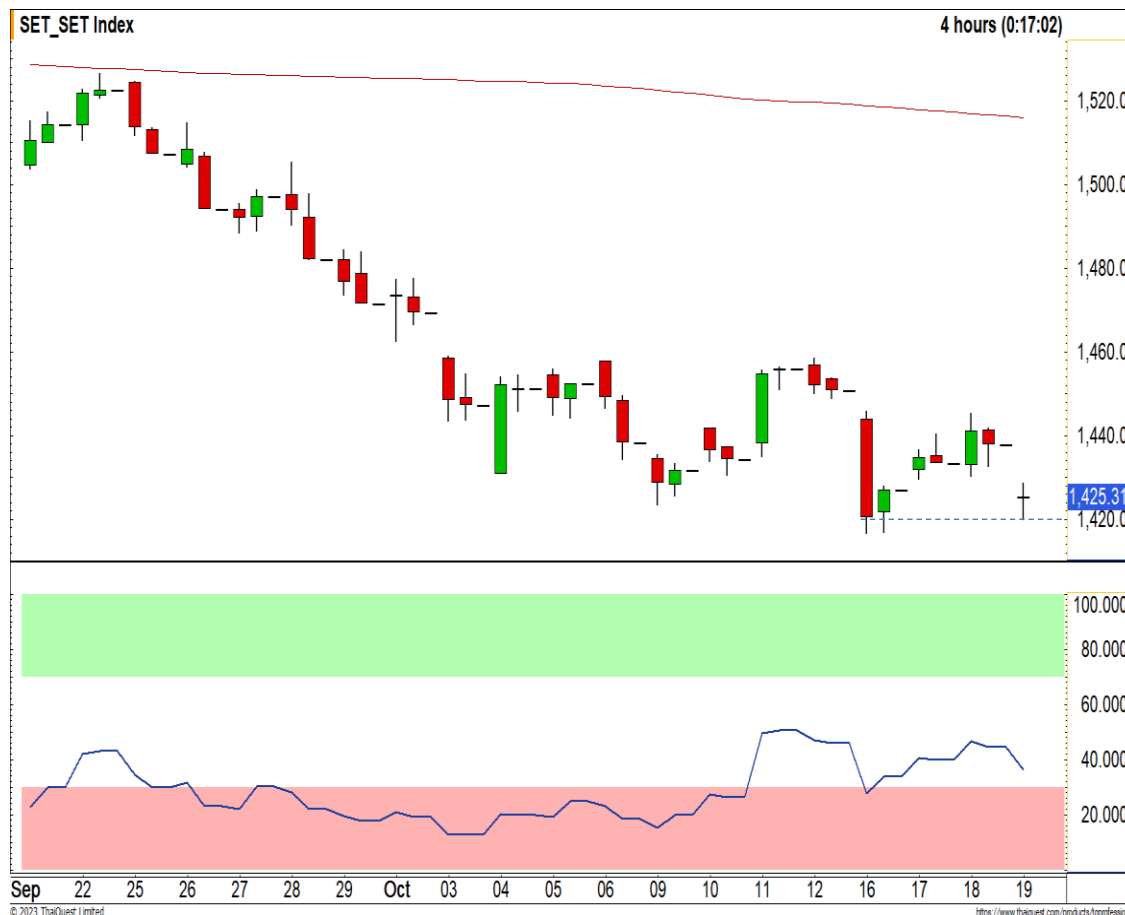 SET_SET Index
4 hours (0:17:02)
1,520.0
1,500.0
1,480.0
1,460.0
1,440.0
1,425.31
1,420.0
100.000
80.000
60.000
40.000
20.000
Sep 22 25 26 27 28 29 Oct 03 04 05 06 09 10 11 12 16 17 18 19
© 2023 ThaiQuest Limited
https://www.thaiquest.com/products/tqprofessio